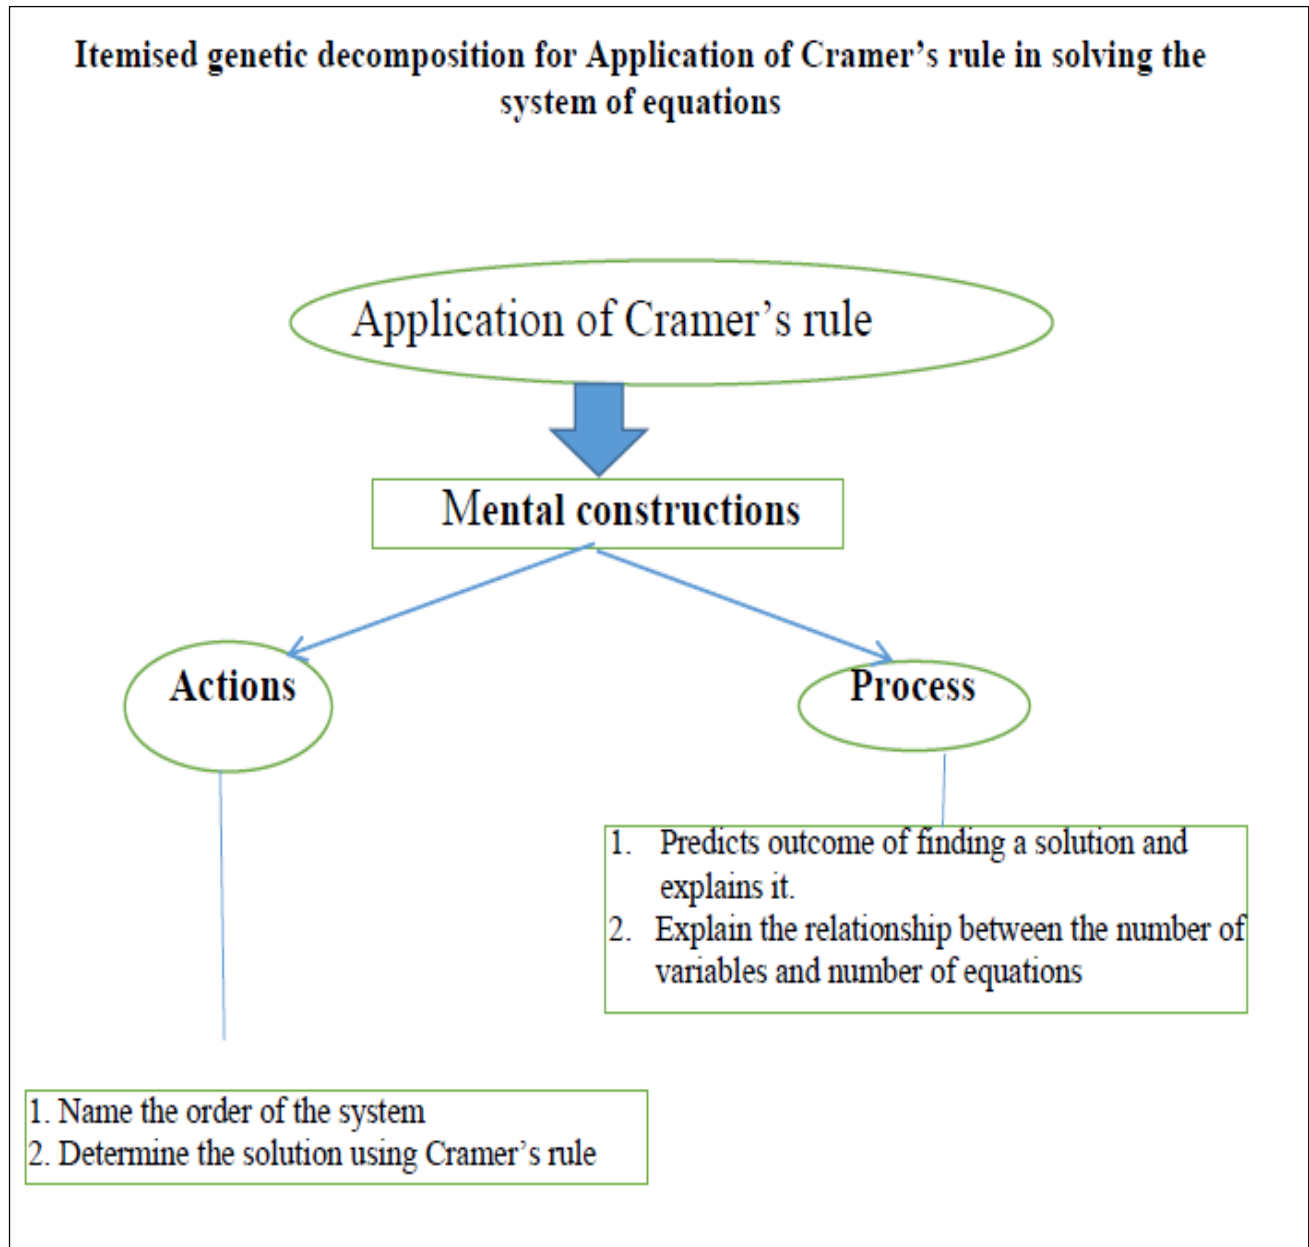 Itemised genetic decomposition for Application of Cramer’s rule in solving the
system of equations
Application of Cramer’s rule
Mental constructions
Actions
Process
1. Predicts outcome of finding a solution and
explains it.
2. Explain the relationship between the number of
variables and number of equations
1. Name the order of the system
2. Determine the solution using Cramer’s rule